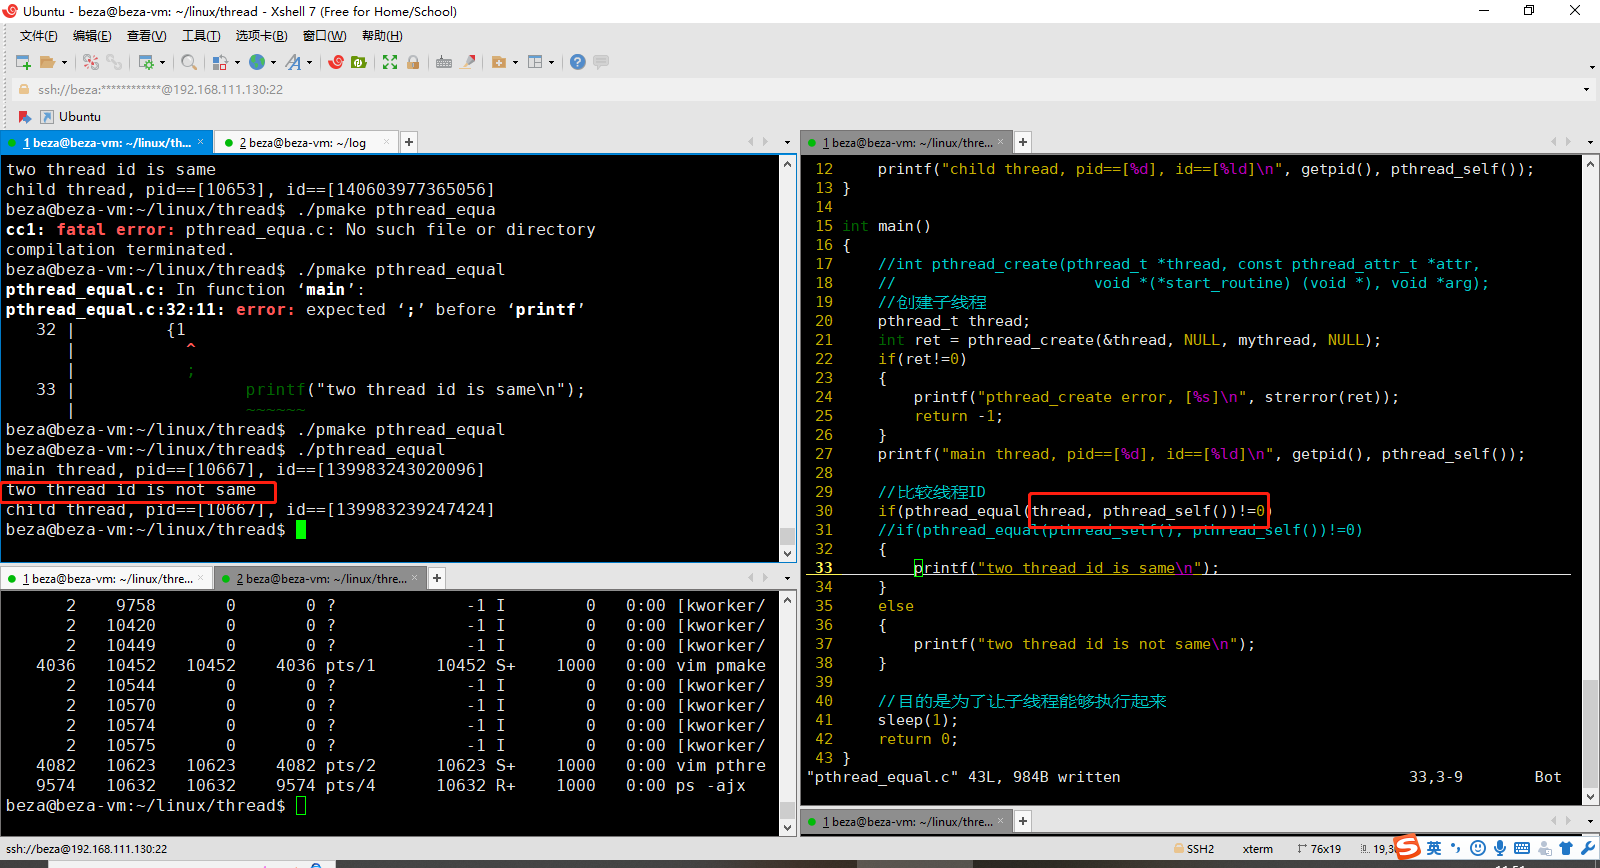 Ubuntu - beza@beza-vm: ~/linux/thread - Xshell 7 (Free for Home/School)
文件(F) 编辑(E) 查看(V) 工具(T) 选项卡(B) 窗口(W) 帮助(H)
ssh://beza:************@192.168.111.130:22
Ubuntu
1 beza@beza-vm: ~/linux/th... × 2 beza@beza-vm: ~/log × +
two thread id is same
child thread, pid==[10653], id==[140603977365056]
beza@beza-vm:~/linux/thread$ ./pmake pthread_equa
cc1: fatal error: pthread_equa.c: No such file or directory
compilation terminated.
beza@beza-vm:~/linux/thread$ ./pmake pthread_equal
pthread_equal.c: In function ‘main’:
pthread_equal.c:32:11: error: expected ‘;’ before ‘printf’
32 | {1
| ^
| ;
33 | printf("two thread id is same\n");
| ~~~~~~
beza@beza-vm:~/linux/thread$ ./pmake pthread_equal
beza@beza-vm:~/linux/thread$ ./pthread_equal
main thread, pid==[10667], id==[139983243020096]
two thread id is not same
child thread, pid==[10667], id==[139983239247424]
beza@beza-vm:~/linux/thread$
1 beza@beza-vm: ~/linux/thre... × 2 beza@beza-vm: ~/linux/thre... × +
2 9758 0 0 ? -1 I 0 0:00 [kworker/
2 10420 0 0 ? -1 I 0 0:00 [kworker/
2 10449 0 0 ? -1 I 0 0:00 [kworker/
4036 10452 10452 4036 pts/1 10452 S+ 1000 0:00 vim pmake
2 10544 0 0 ? -1 I 0 0:00 [kworker/
2 10570 0 0 ? -1 I 0 0:00 [kworker/
2 10574 0 0 ? -1 I 0 0:00 [kworker/
2 10575 0 0 ? -1 I 0 0:00 [kworker/
4082 10623 10623 4082 pts/2 10623 S+ 1000 0:00 vim pthre
9574 10632 10632 9574 pts/4 10632 R+ 1000 0:00 ps -ajx
beza@beza-vm:~/linux/thread$
1 beza@beza-vm: ~/linux/thre... × +
12 printf("child thread, pid==[%d], id==[%ld]\n", getpid(), pthread_self());
13 }
14
15 int main()
16 {
17 //int pthread_create(pthread_t *thread, const pthread_attr_t *attr,
18 // void *(*start_routine) (void *), void *arg);
19 //创建子线程
20 pthread_t thread;
21 int ret = pthread_create(&thread, NULL, mythread, NULL);
22 if(ret!=0)
23 {
24 printf("pthread_create error, [%s]\n", strerror(ret));
25 return -1;
26 }
27 printf("main thread, pid==[%d], id==[%ld]\n", getpid(), pthread_self());
28
29 //比较线程ID
30 if(pthread_equal(thread, pthread_self())!=0)
31 //if(pthread_equal(pthread_self(), pthread_self())!=0)
32 {
33 printf("two thread id is same\n");
34 }
35 else
36 {
37 printf("two thread id is not same\n");
38 }
39
40 //目的是为了让子线程能够执行起来
41 sleep(1);
42 return 0;
43 }
"pthread_equal.c" 43L, 984B written 33,3-9 Bot
1 beza@beza-vm: ~/linux/thre... × +
ssh://beza@192.168.111.130:22 SSH2 xterm 76x19 19,3 英